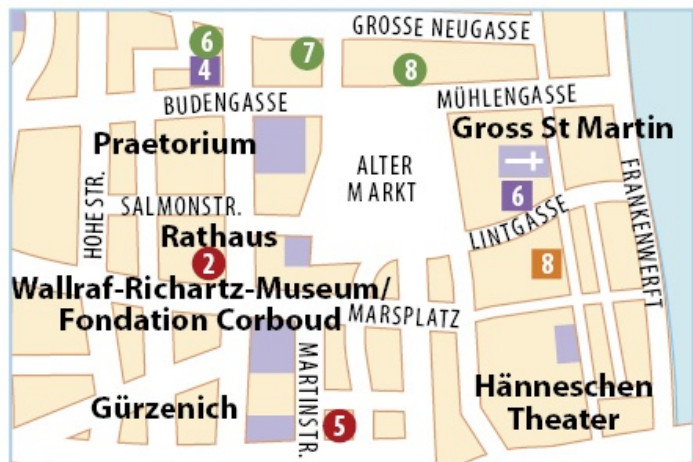 GROSSE NEUGASSE
6
7
4
8
BUDENGASSE
MÜHLENGASSE
Gross St Martin
Praetorium
ALTER
MARKT
6
HOHE STR.
SALMONSTR.
LINTGASSE
FRANKENWERFT
Rathaus
2
8
Wallraf-Richartz-Museum/
Fondation Corboud
MARSPLATZ
MARTINSTR.
Hänneschen
Theater
Gürzenich
5